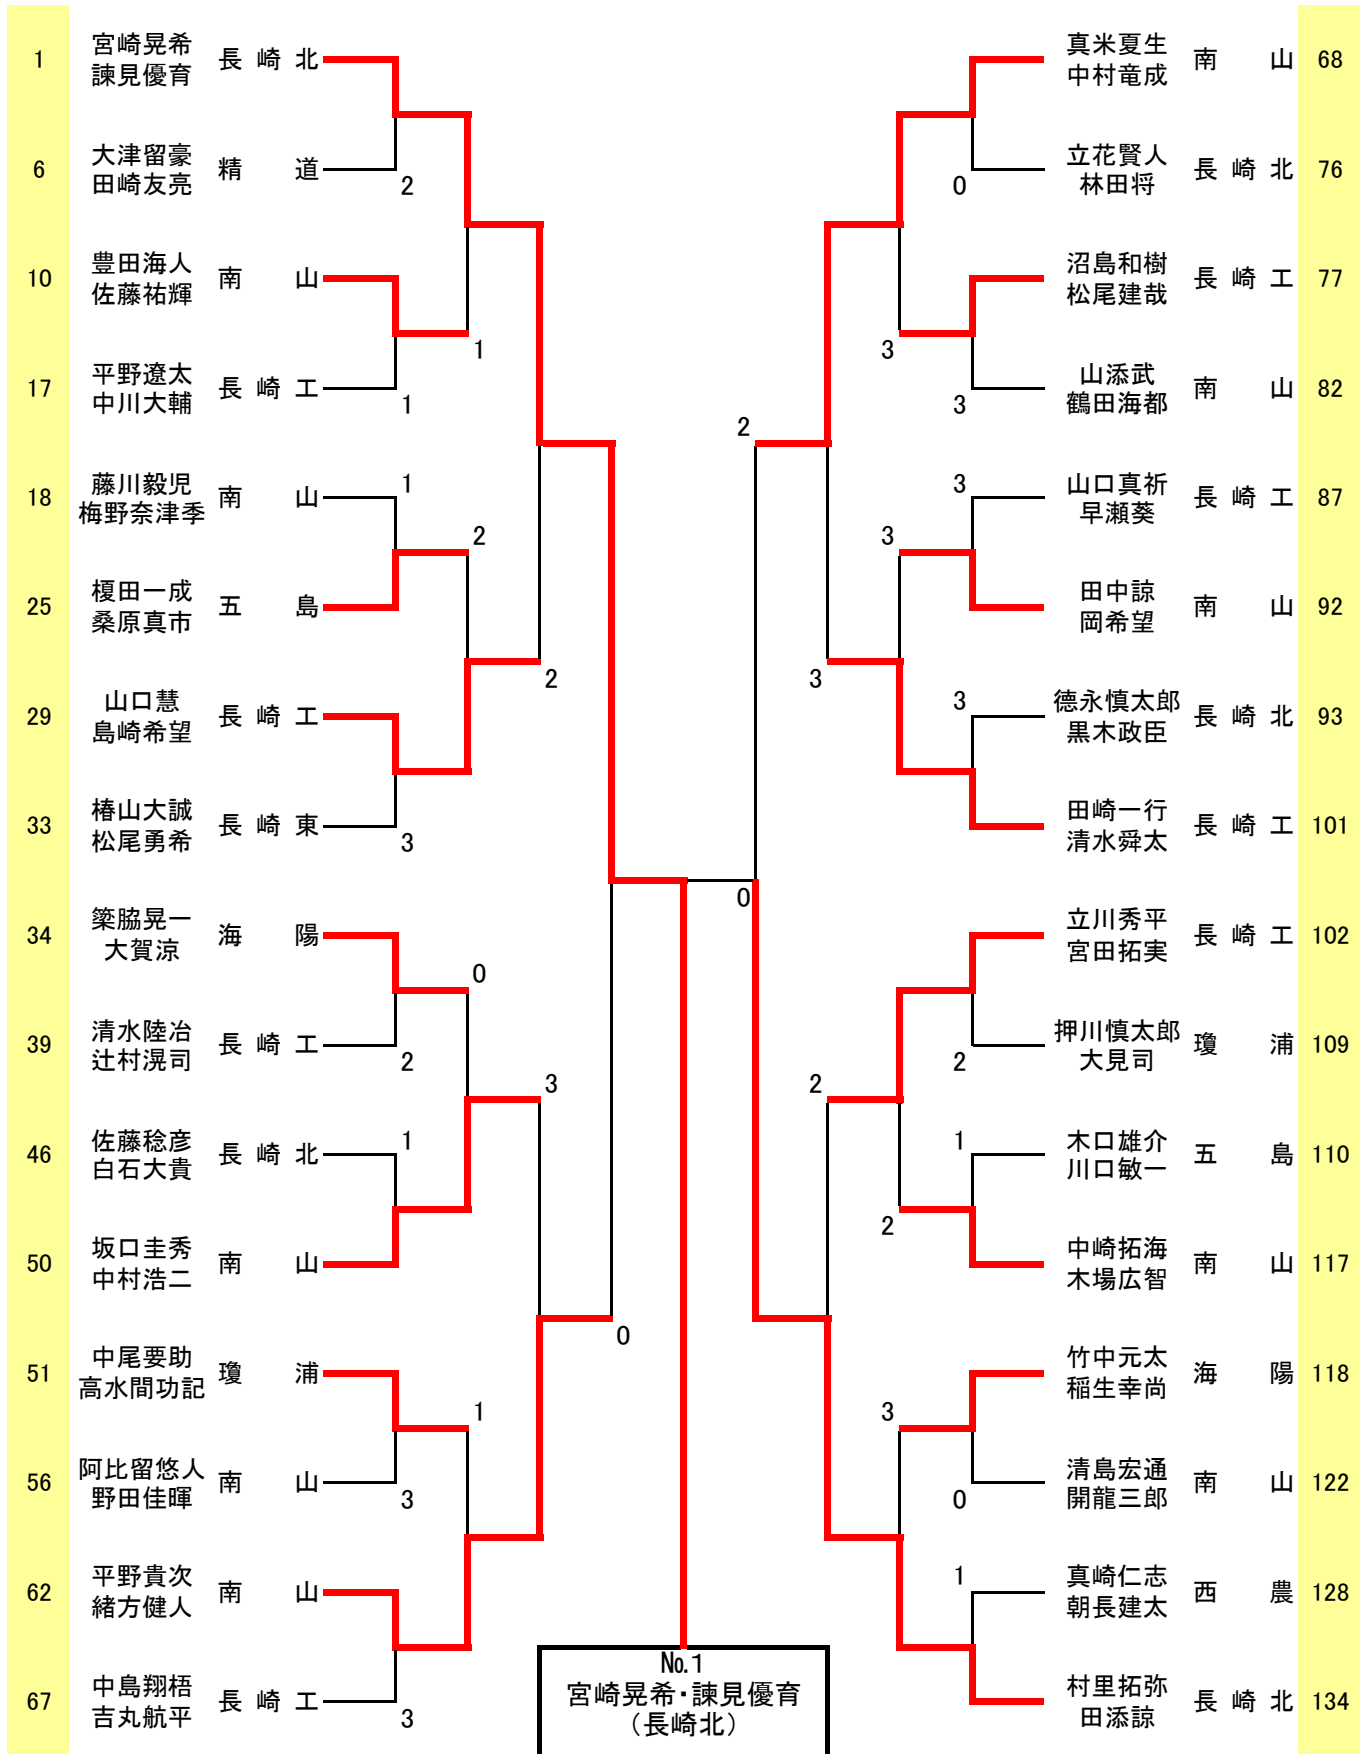 宮崎晃希
1 長崎北
諫見優育
大津留豪
6 精道
田崎友亮
2
豊田海人
10 南山
佐藤祐輝
1
平野遼太
17 長崎工
中川大輔
1
藤川毅児
18 南山
梅野奈津季
1
2
榎田一成
25 五島
桑原真市
2
山口慧
29 長崎工
島崎希望
椿山大誠
33 長崎東
松尾勇希
3
簗脇晃一
34 海陽
大賀涼
0
清水陸冶
39 長崎工
辻村滉司
2
3
佐藤稔彦
46 長崎北
白石大貴
1
坂口圭秀
50 南山
中村浩二
0
中尾要助
51 瓊浦
高水間功記
1
阿比留悠人
56 南山
野田佳暉
3
平野貴次
62 南山
緒方健人
中島翔梧
67 長崎工
吉丸航平
3
真米夏生
南山 68
中村竜成
立花賢人
長崎北 76
林田将
0
沼島和樹
長崎工 77
松尾建哉
3
山添武
南山 82
鶴田海都
3
2
山口真祈
長崎工 87
早瀬葵
3
3
田中諒
南山 92
岡希望
3
德永慎太郎
長崎北 93
黒木政臣
3
田崎一行
長崎工 101
清水舜太
0
立川秀平
長崎工 102
宮田拓実
押川慎太郎
瓊浦 109
大見司
2
2
木口雄介
五島 110
川口敏一
1
2
中崎拓海
南山 117
木場広智
竹中元太
海陽 118
稲生幸尚
3
清島宏通
南山 122
開龍三郎
0
真崎仁志
西農 128
朝長建太
1
村里拓弥
長崎北 134
田添諒
No.1
宮崎晃希・諫見優育
（長崎北）